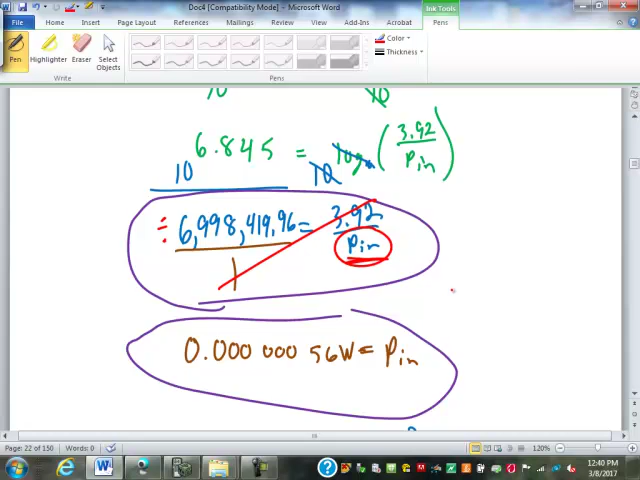 Doc4 [Compatibility Mode] - Microsoft Word
Ink Tools
File Home Insert Page Layout References Mailings Review View Acrobat Pens
Pen Highlighter Eraser Select Objects
Color
Thickness
Write Pens
10 10
10^6.845 = 10^log₁₀(3.92/Pin)
÷ 6,998,419.96 = 3.92/Pin
1
0.000 000 56W = Pin
Page: 22 of 150 Words: 0 120%
12:40 PM
3/8/2017